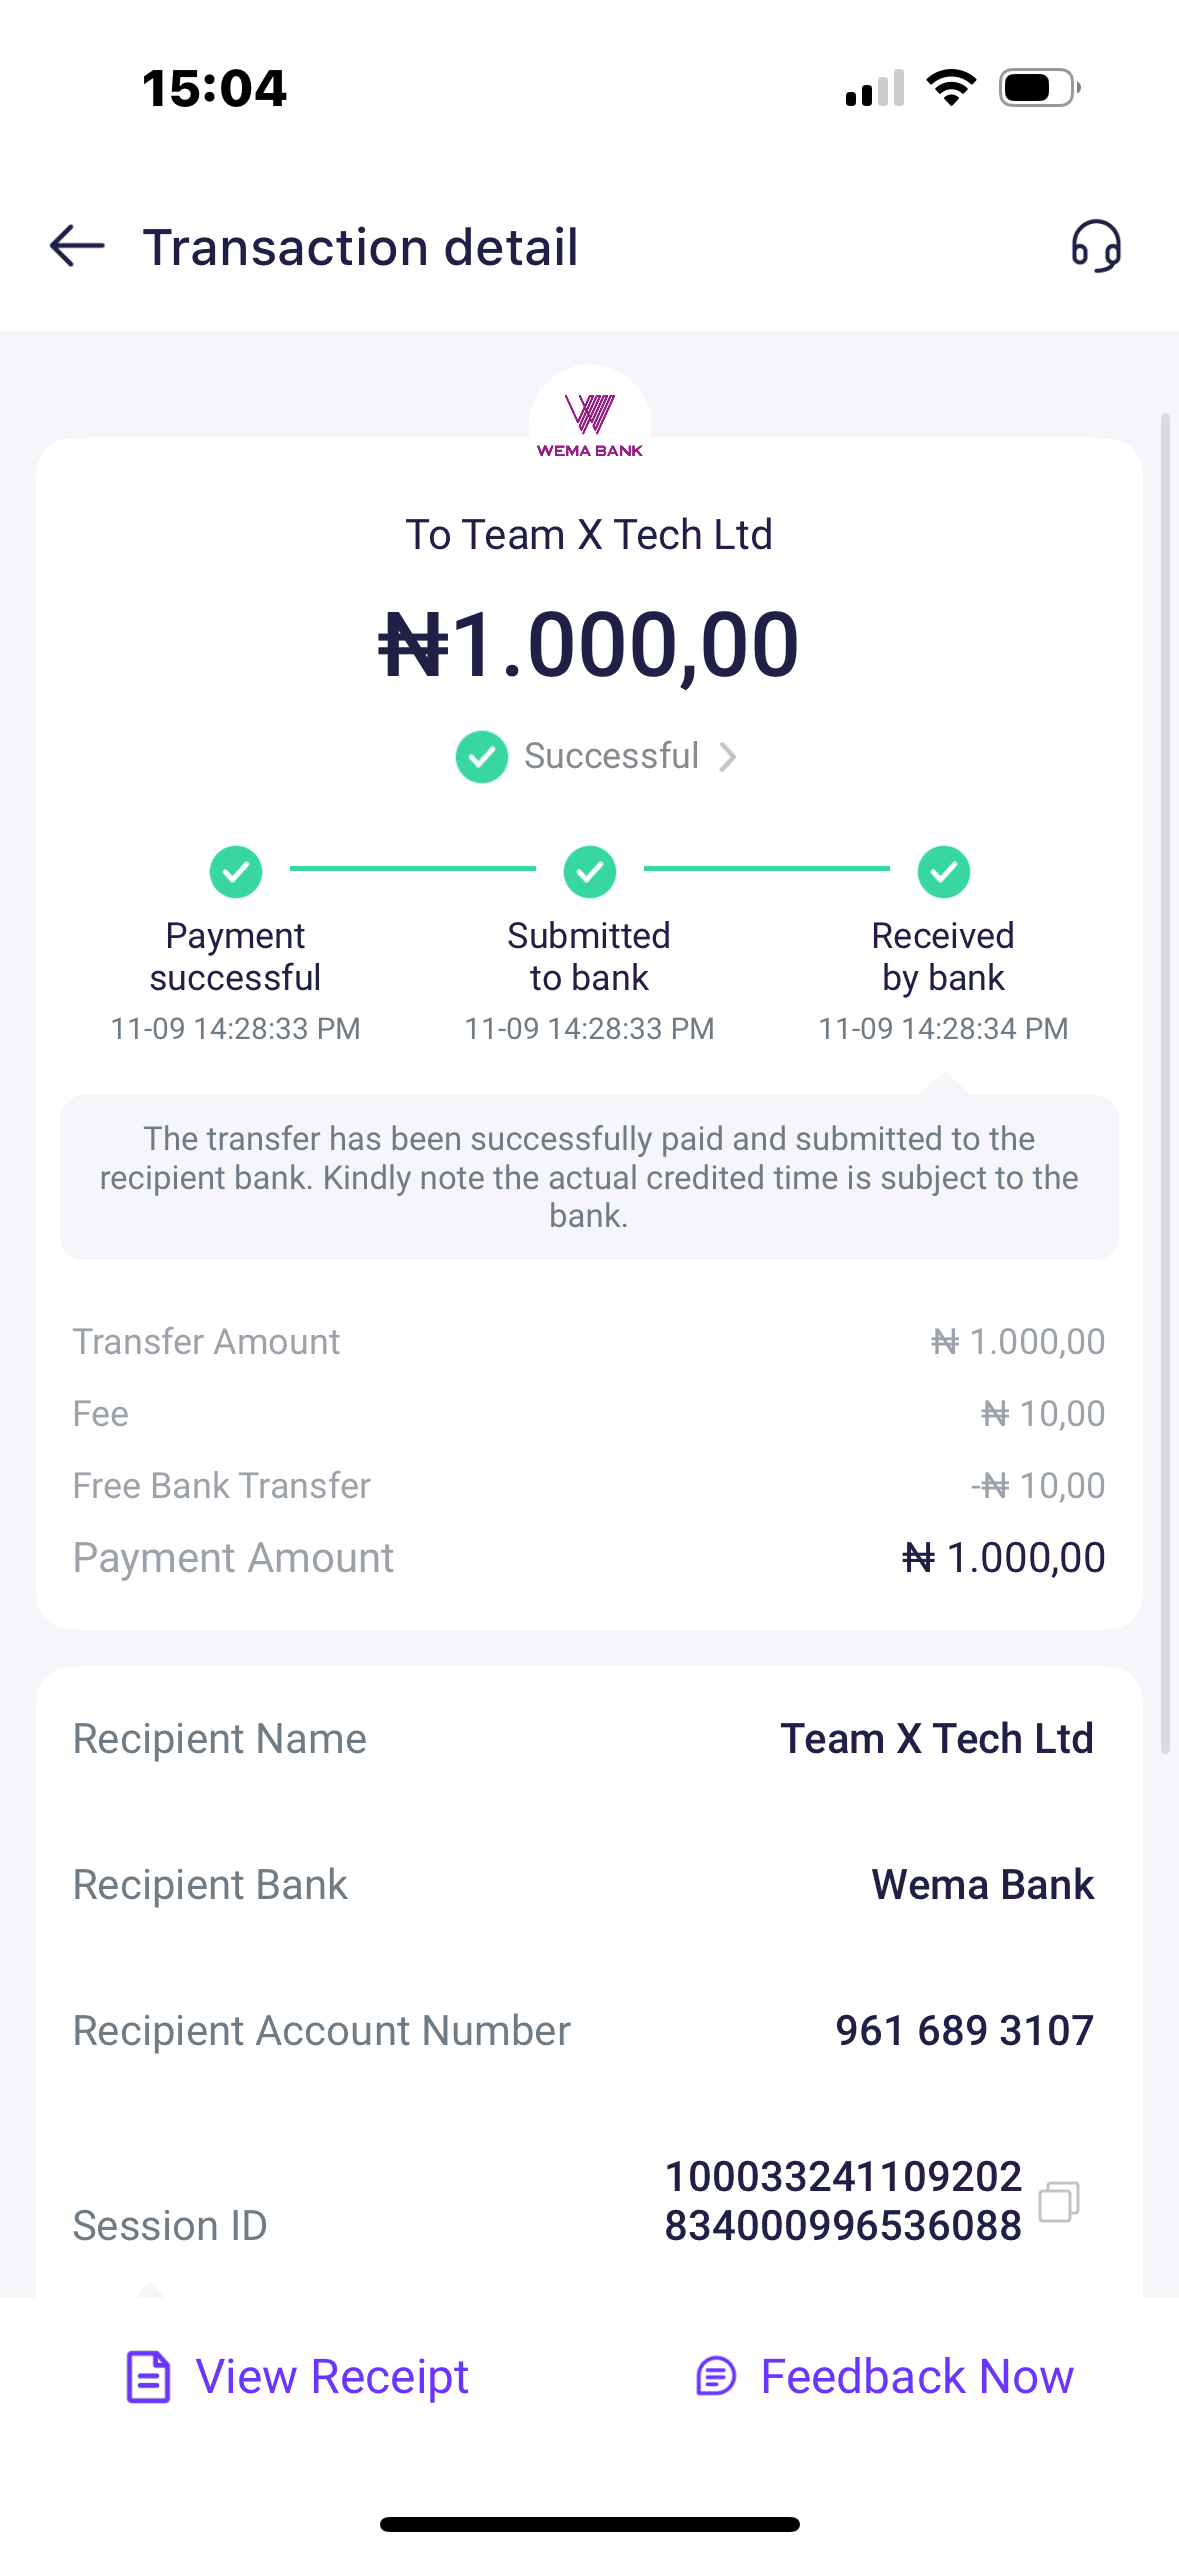 15:04
Transaction detail
WEMA BANK
To Team X Tech Ltd
₦1.000,00
Successful
Payment
successful
11-09 14:28:33 PM
Submitted
to bank
11-09 14:28:33 PM
Received
by bank
11-09 14:28:34 PM
The transfer has been successfully paid and submitted to the
recipient bank. Kindly note the actual credited time is subject to the
bank.
Transfer Amount ₦ 1.000,00
Fee ₦ 10,00
Free Bank Transfer -₦ 10,00
Payment Amount ₦ 1.000,00
Recipient Name Team X Tech Ltd
Recipient Bank Wema Bank
Recipient Account Number 961 689 3107
Session ID 100033241109202
834000996536088
View Receipt Feedback Now